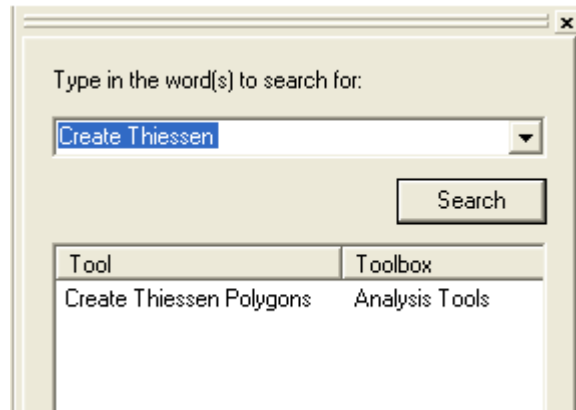 Type in the word(s) to search for:
Create Thiessen
Search
Tool Toolbox
Create Thiessen Polygons Analysis Tools